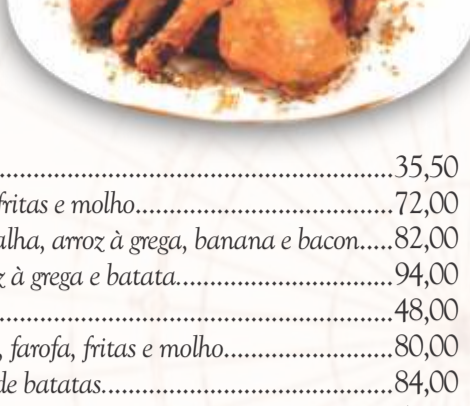 ..........35,50
fritas e molho..........72,00
alha, arroz à grega, banana e bacon.....82,00
z à grega e batata..........94,00
..........48,00
, farofa, fritas e molho..........80,00
de batatas..........84,00